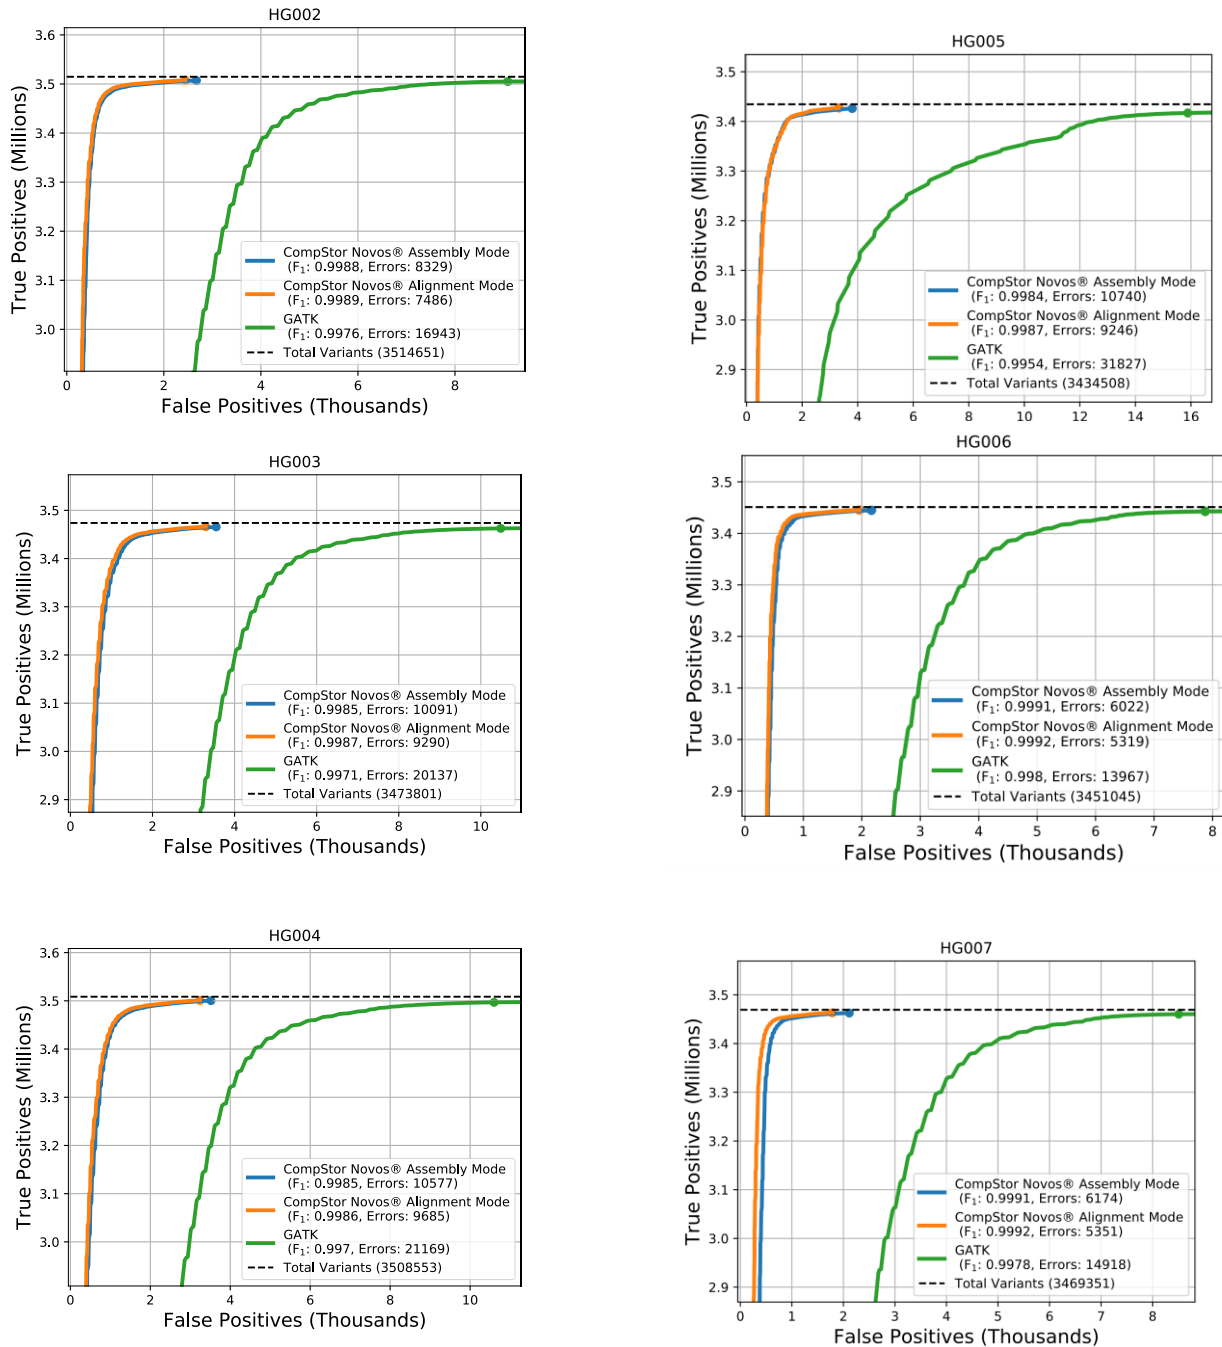 HG002
3.6
3.5
3.4
3.3
3.2
3.1
3.0
True Positives (Millions)
CompStor Novos® Assembly Mode
(F₁: 0.9988, Errors: 8329)
CompStor Novos® Alignment Mode
(F₁: 0.9989, Errors: 7486)
GATK
(F₁: 0.9976, Errors: 16943)
Total Variants (3514651)
0 2 4 6 8
False Positives (Thousands)
HG005
3.5
3.4
3.3
3.2
3.1
3.0
2.9
True Positives (Millions)
CompStor Novos® Assembly Mode
(F₁: 0.9984, Errors: 10740)
CompStor Novos® Alignment Mode
(F₁: 0.9987, Errors: 9246)
GATK
(F₁: 0.9954, Errors: 31827)
Total Variants (3434508)
0 2 4 6 8 10 12 14 16
False Positives (Thousands)
HG003
3.5
3.4
3.3
3.2
3.1
3.0
2.9
True Positives (Millions)
CompStor Novos® Assembly Mode
(F₁: 0.9985, Errors: 10091)
CompStor Novos® Alignment Mode
(F₁: 0.9987, Errors: 9290)
GATK
(F₁: 0.9971, Errors: 20137)
Total Variants (3473801)
0 2 4 6 8 10
False Positives (Thousands)
HG006
3.5
3.4
3.3
3.2
3.1
3.0
2.9
True Positives (Millions)
CompStor Novos® Assembly Mode
(F₁: 0.9991, Errors: 6022)
CompStor Novos® Alignment Mode
(F₁: 0.9992, Errors: 5319)
GATK
(F₁: 0.998, Errors: 13967)
Total Variants (3451045)
0 1 2 3 4 5 6 7 8
False Positives (Thousands)
HG004
3.6
3.5
3.4
3.3
3.2
3.1
3.0
True Positives (Millions)
CompStor Novos® Assembly Mode
(F₁: 0.9985, Errors: 10577)
CompStor Novos® Alignment Mode
(F₁: 0.9986, Errors: 9685)
GATK
(F₁: 0.997, Errors: 21169)
Total Variants (3508553)
0 2 4 6 8 10
False Positives (Thousands)
HG007
3.5
3.4
3.3
3.2
3.1
3.0
2.9
True Positives (Millions)
CompStor Novos® Assembly Mode
(F₁: 0.9991, Errors: 6174)
CompStor Novos® Alignment Mode
(F₁: 0.9992, Errors: 5351)
GATK
(F₁: 0.9978, Errors: 14918)
Total Variants (3469351)
0 1 2 3 4 5 6 7 8
False Positives (Thousands)